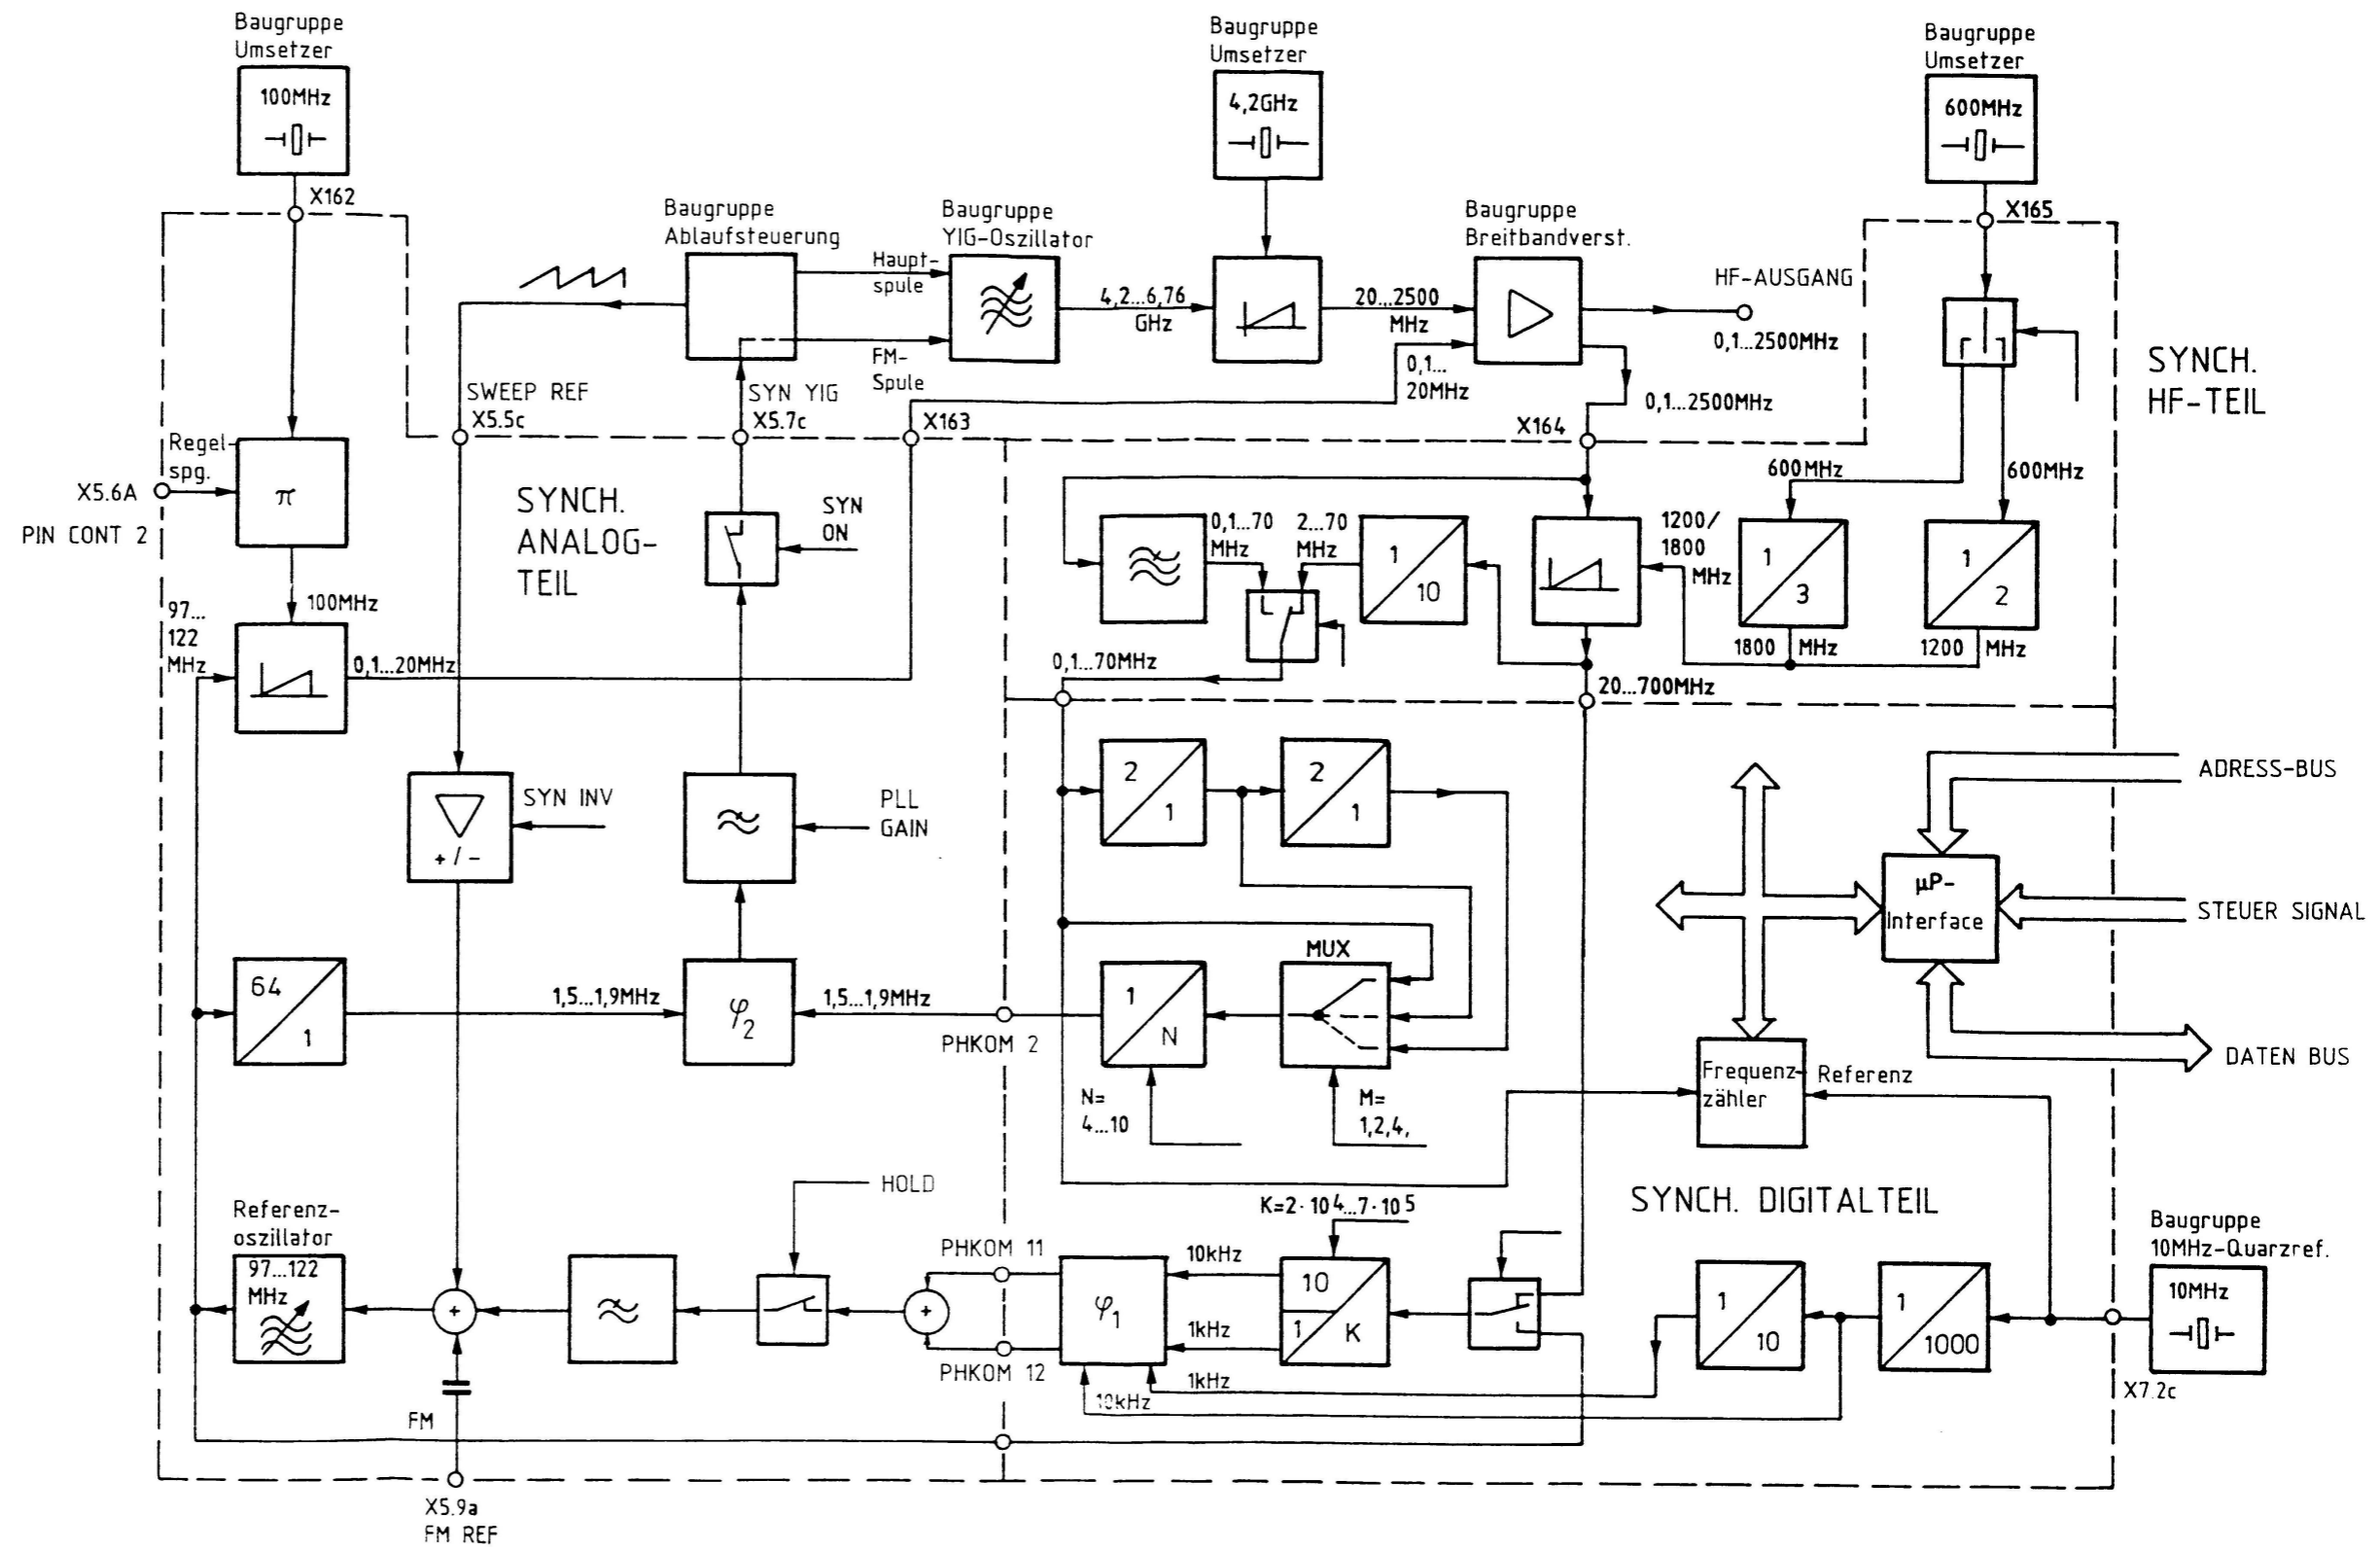 Baugruppe
Umsetzer
100MHz
X162
Baugruppe
Umsetzer
4,2GHz
Baugruppe
Umsetzer
600MHz
X165
Baugruppe
Ablaufsteuerung
Haupt-
spule
FM-
Spule
Baugruppe
YIG-Oszillator
4,2...6,76
GHz
20...2500
MHz
0,1...
20MHz
Baugruppe
Breitbandverst.
HF-AUSGANG
0,1...2500MHz
0,1...2500MHz
SYNCH.
HF-TEIL
SWEEP REF
X5.5c
SYN YIG
X5.7c
X163
X164
Regel-
spg.
X5.6A
PIN CONT 2
π
SYNCH.
ANALOG-
TEIL
SYN
ON
97...
122
MHz
100MHz
0,1...20MHz
0,1...70
MHz
2...70
MHz
1
10
1200/
1800
MHz
600MHz
600MHz
1
3
1
2
1800 MHz
1200 MHz
0,1...70MHz
20...700MHz
+/-
SYN INV
PLL
GAIN
2
1
2
1
ADRESS-BUS
µP-
Interface
STEUER SIGNAL
DATEN BUS
64
1
1,5...1,9MHz
φ2
1,5...1,9MHz
PHKOM 2
1
N
MUX
N=
4...10
M=
1,2,4,
Frequenz-
zähler
Referenz
HOLD
SYNCH. DIGITALTEIL
Referenz-
oszillator
97...122
MHz
+
+
PHKOM 11
PHKOM 12
φ1
10kHz
1kHz
K=2·10 4...7·10 5
10
1
K
1kHz
10kHz
1
10
1
1000
Baugruppe
10MHz-Quarzref.
10MHz
X7.2c
FM
X5.9a
FM REF